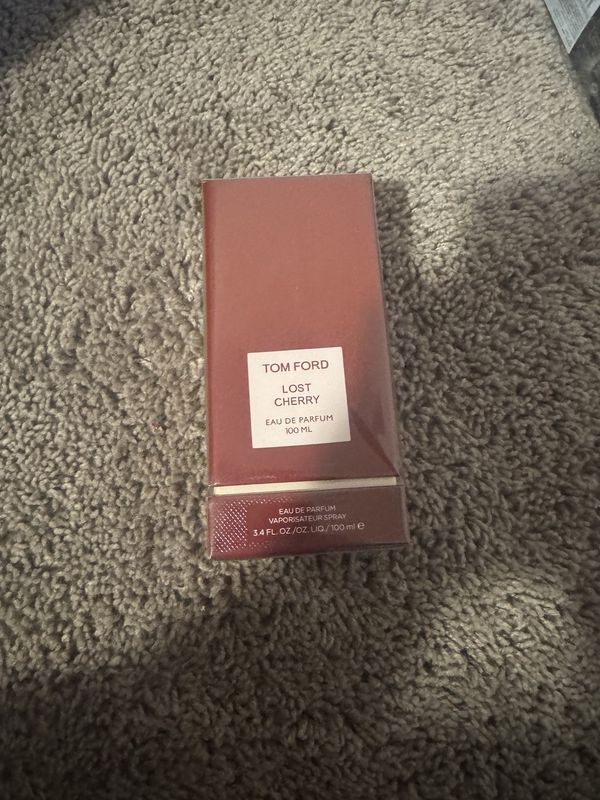 TOM FORD
LOST
CHERRY
EAU DE PARFUM
100 ML
EAU DE PARFUM
VAPORISATEUR SPRAY
3.4 FL. OZ./OZ. LIQ./100 ml ℮